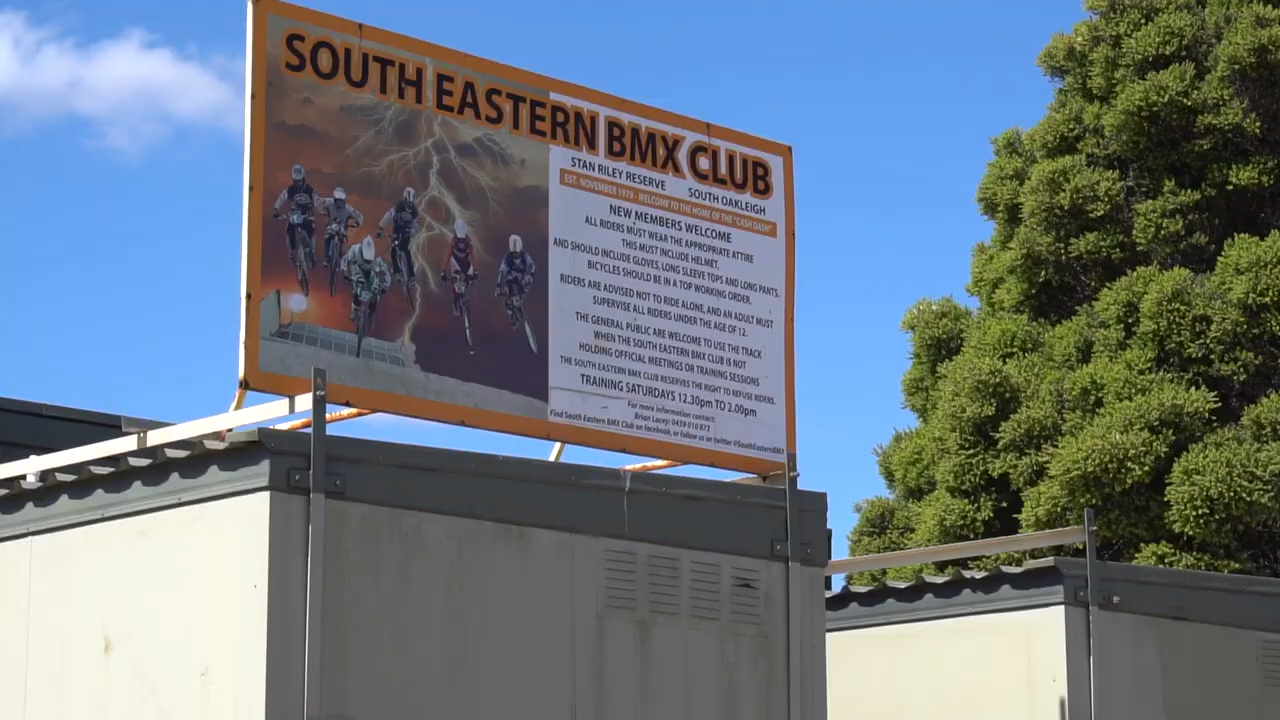 SOUTH EASTERN BMX CLUB
STAN RILEY RESERVE SOUTH OAKLEIGH
EST. NOVEMBER 1979 - WELCOME TO THE HOME OF THE "CASH DASH"
NEW MEMBERS WELCOME
ALL RIDERS MUST WEAR THE APPROPRIATE ATTIRE
THIS MUST INCLUDE HELMET,
AND SHOULD INCLUDE GLOVES, LONG SLEEVE TOPS AND LONG PANTS.
BICYCLES SHOULD BE IN A TOP WORKING ORDER.
RIDERS ARE ADVISED NOT TO RIDE ALONE, AND AN ADULT MUST
SUPERVISE ALL RIDERS UNDER THE AGE OF 12.
THE GENERAL PUBLIC ARE WELCOME TO USE THE TRACK
WHEN THE SOUTH EASTERN BMX CLUB IS NOT
HOLDING OFFICIAL MEETINGS OR TRAINING SESSIONS
THE SOUTH EASTERN BMX CLUB RESERVES THE RIGHT TO REFUSE RIDERS.
TRAINING SATURDAYS 12.30pm TO 2.00pm
For more information contact:
Brian Lacey: 0439 010 873
Find South Eastern BMX Club on facebook, or follow us on twitter @SouthEasternBMX